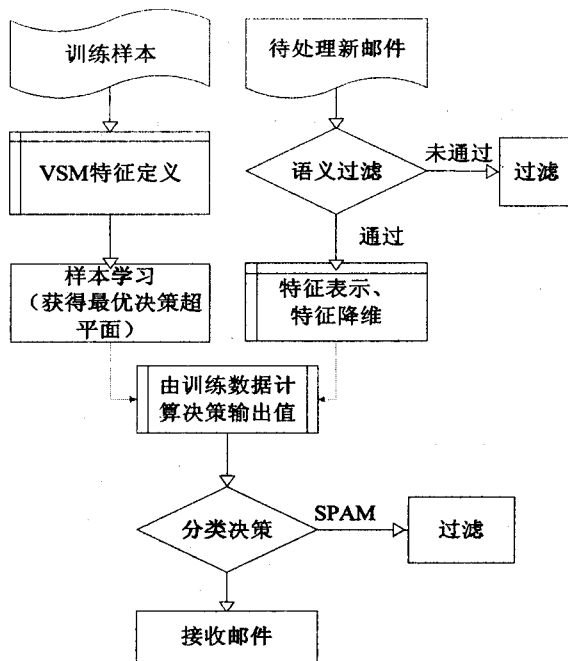 训练样本
待处理新邮件
VSM特征定义
语义过滤
未通过
过滤
通过
样本学习
（获得最优决策超
平面）
特征表示、
特征降维
由训练数据计
算决策输出值
分类决策
SPAM
过滤
接收邮件